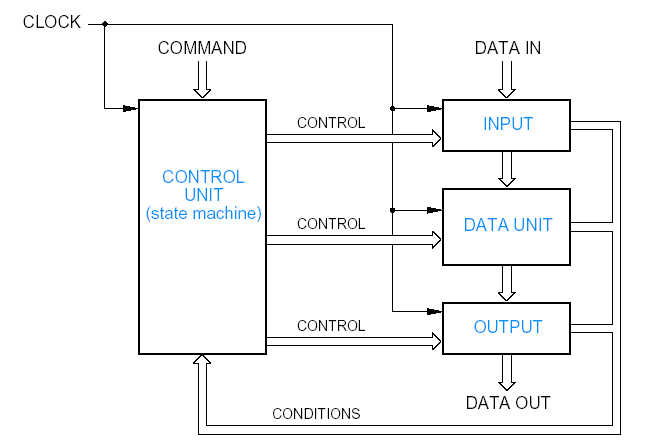 CLOCK
COMMAND
DATA IN
CONTROL
INPUT
CONTROL
UNIT
(state machine)
CONTROL
DATA UNIT
CONTROL
OUTPUT
DATA OUT
CONDITIONS